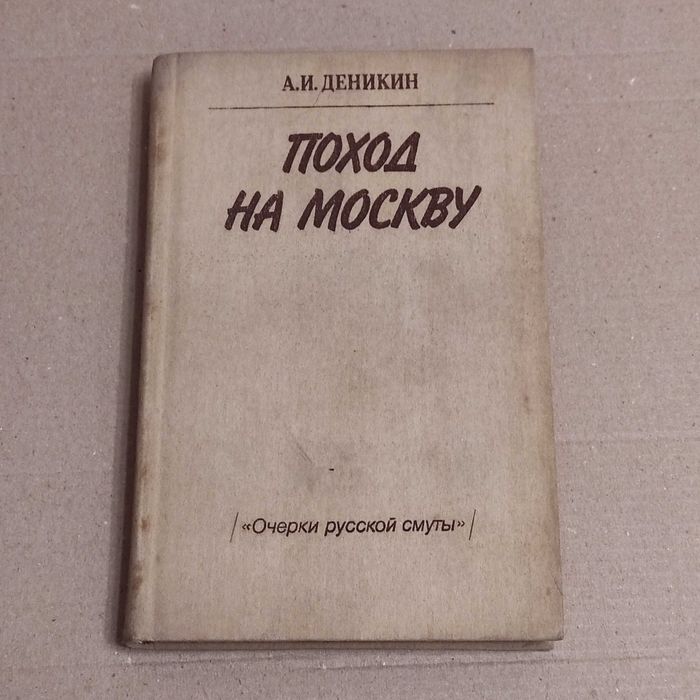 А.И. ДЕНИКИН
ПОХОД
НА МОСКВУ
/«Очерки русской смуты»/